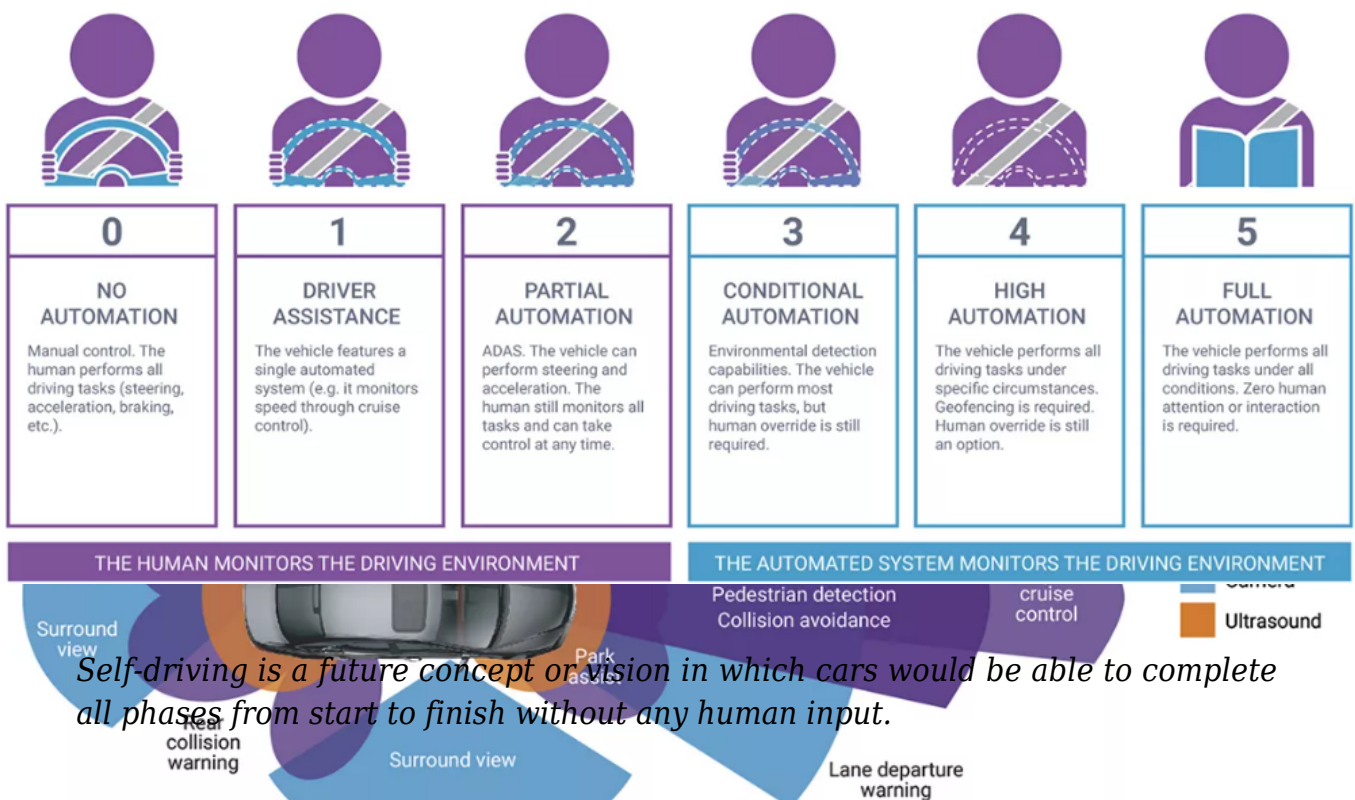 0
NO
AUTOMATION
Manual control. The
human performs all
driving tasks (steering,
acceleration, braking,
etc.).
1
DRIVER
ASSISTANCE
The vehicle features a
single automated
system (e.g. it monitors
speed through cruise
control).
2
PARTIAL
AUTOMATION
ADAS. The vehicle can
perform steering and
acceleration. The
human still monitors all
tasks and can take
control at any time.
3
CONDITIONAL
AUTOMATION
Environmental detection
capabilities. The vehicle
can perform most
driving tasks, but
human override is still
required.
4
HIGH
AUTOMATION
The vehicle performs all
driving tasks under
specific circumstances.
Geofencing is required.
Human override is still
an option.
5
FULL
AUTOMATION
The vehicle performs all
driving tasks under all
conditions. Zero human
attention or interaction
is required.
THE HUMAN MONITORS THE DRIVING ENVIRONMENT
THE AUTOMATED SYSTEM MONITORS THE DRIVING ENVIRONMENT
Pedestrian detection
Collision avoidance
cruise
control
Ultrasound
Surround
view
Park
assist
Self-driving is a future concept or vision in which cars would be able to complete
all phases from start to finish without any human input.
Rear
collision
warning
Surround view
Lane departure
warning